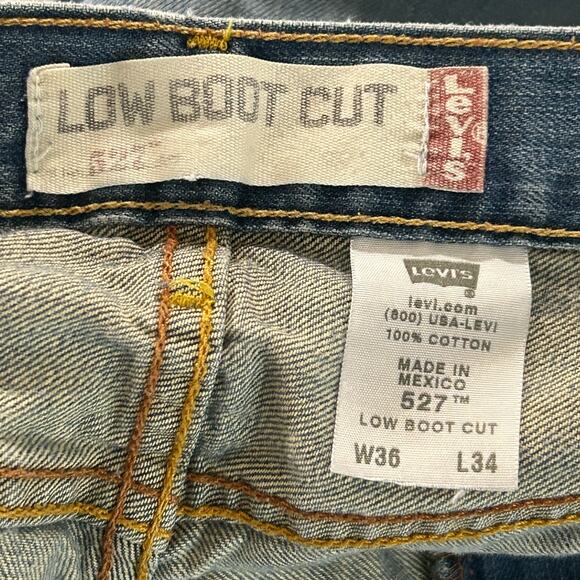 LOW BOOT CUT
527™
Levi's
LEVI'S
®
levi.com
(800) USA-LEVI
100% COTTON
MADE IN
MEXICO
527™
LOW BOOT CUT
W36 L34